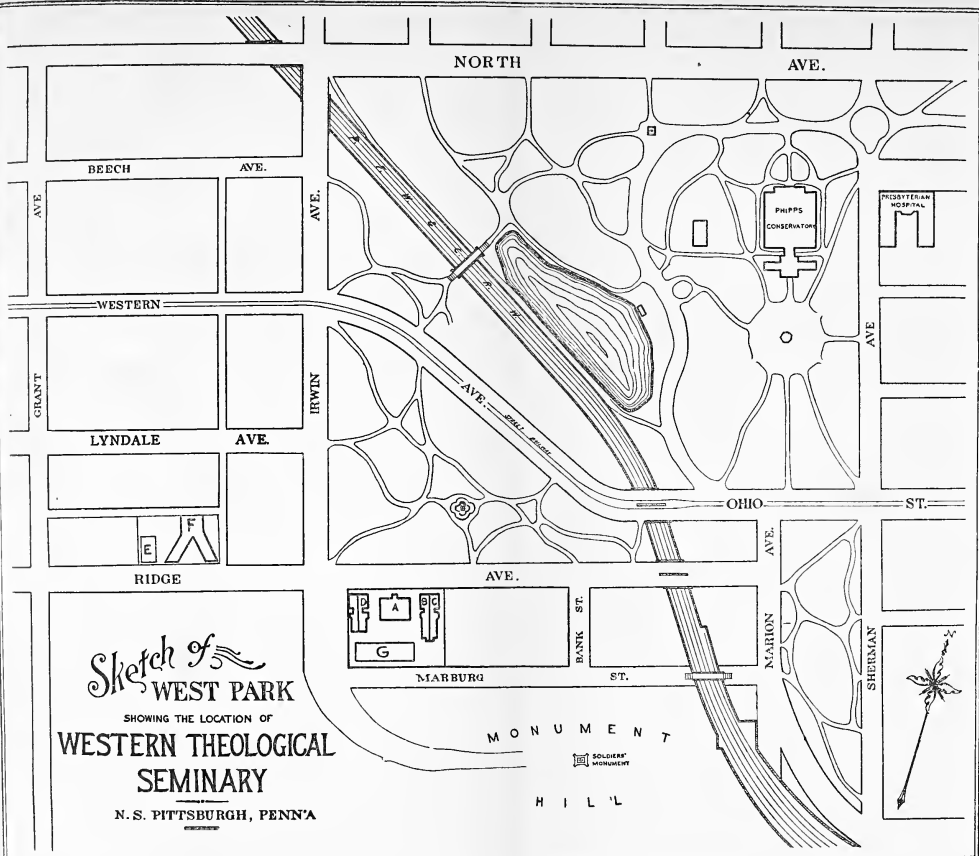 NORTH AVE.
BEECH AVE.
AVE
AVE.
PHIPPS
CONSERVATORY
PRESBYTERIAN
HOSPITAL
WESTERN
AVE.
STREET RAILWAY
GRANT
IRWIN
AVE
LYNDALE AVE.
OHIO ST.
F
E
AVE.
RIDGE AVE.
D A B C
G
BANK ST.
MARION
SHERMAN
N
MARBURG ST.
Sketch of
WEST PARK
SHOWING THE LOCATION OF
WESTERN THEOLOGICAL
SEMINARY
N. S. PITTSBURGH, PENN'A
MONUMENT
SOLDIERS'
MONUMENT
HILL